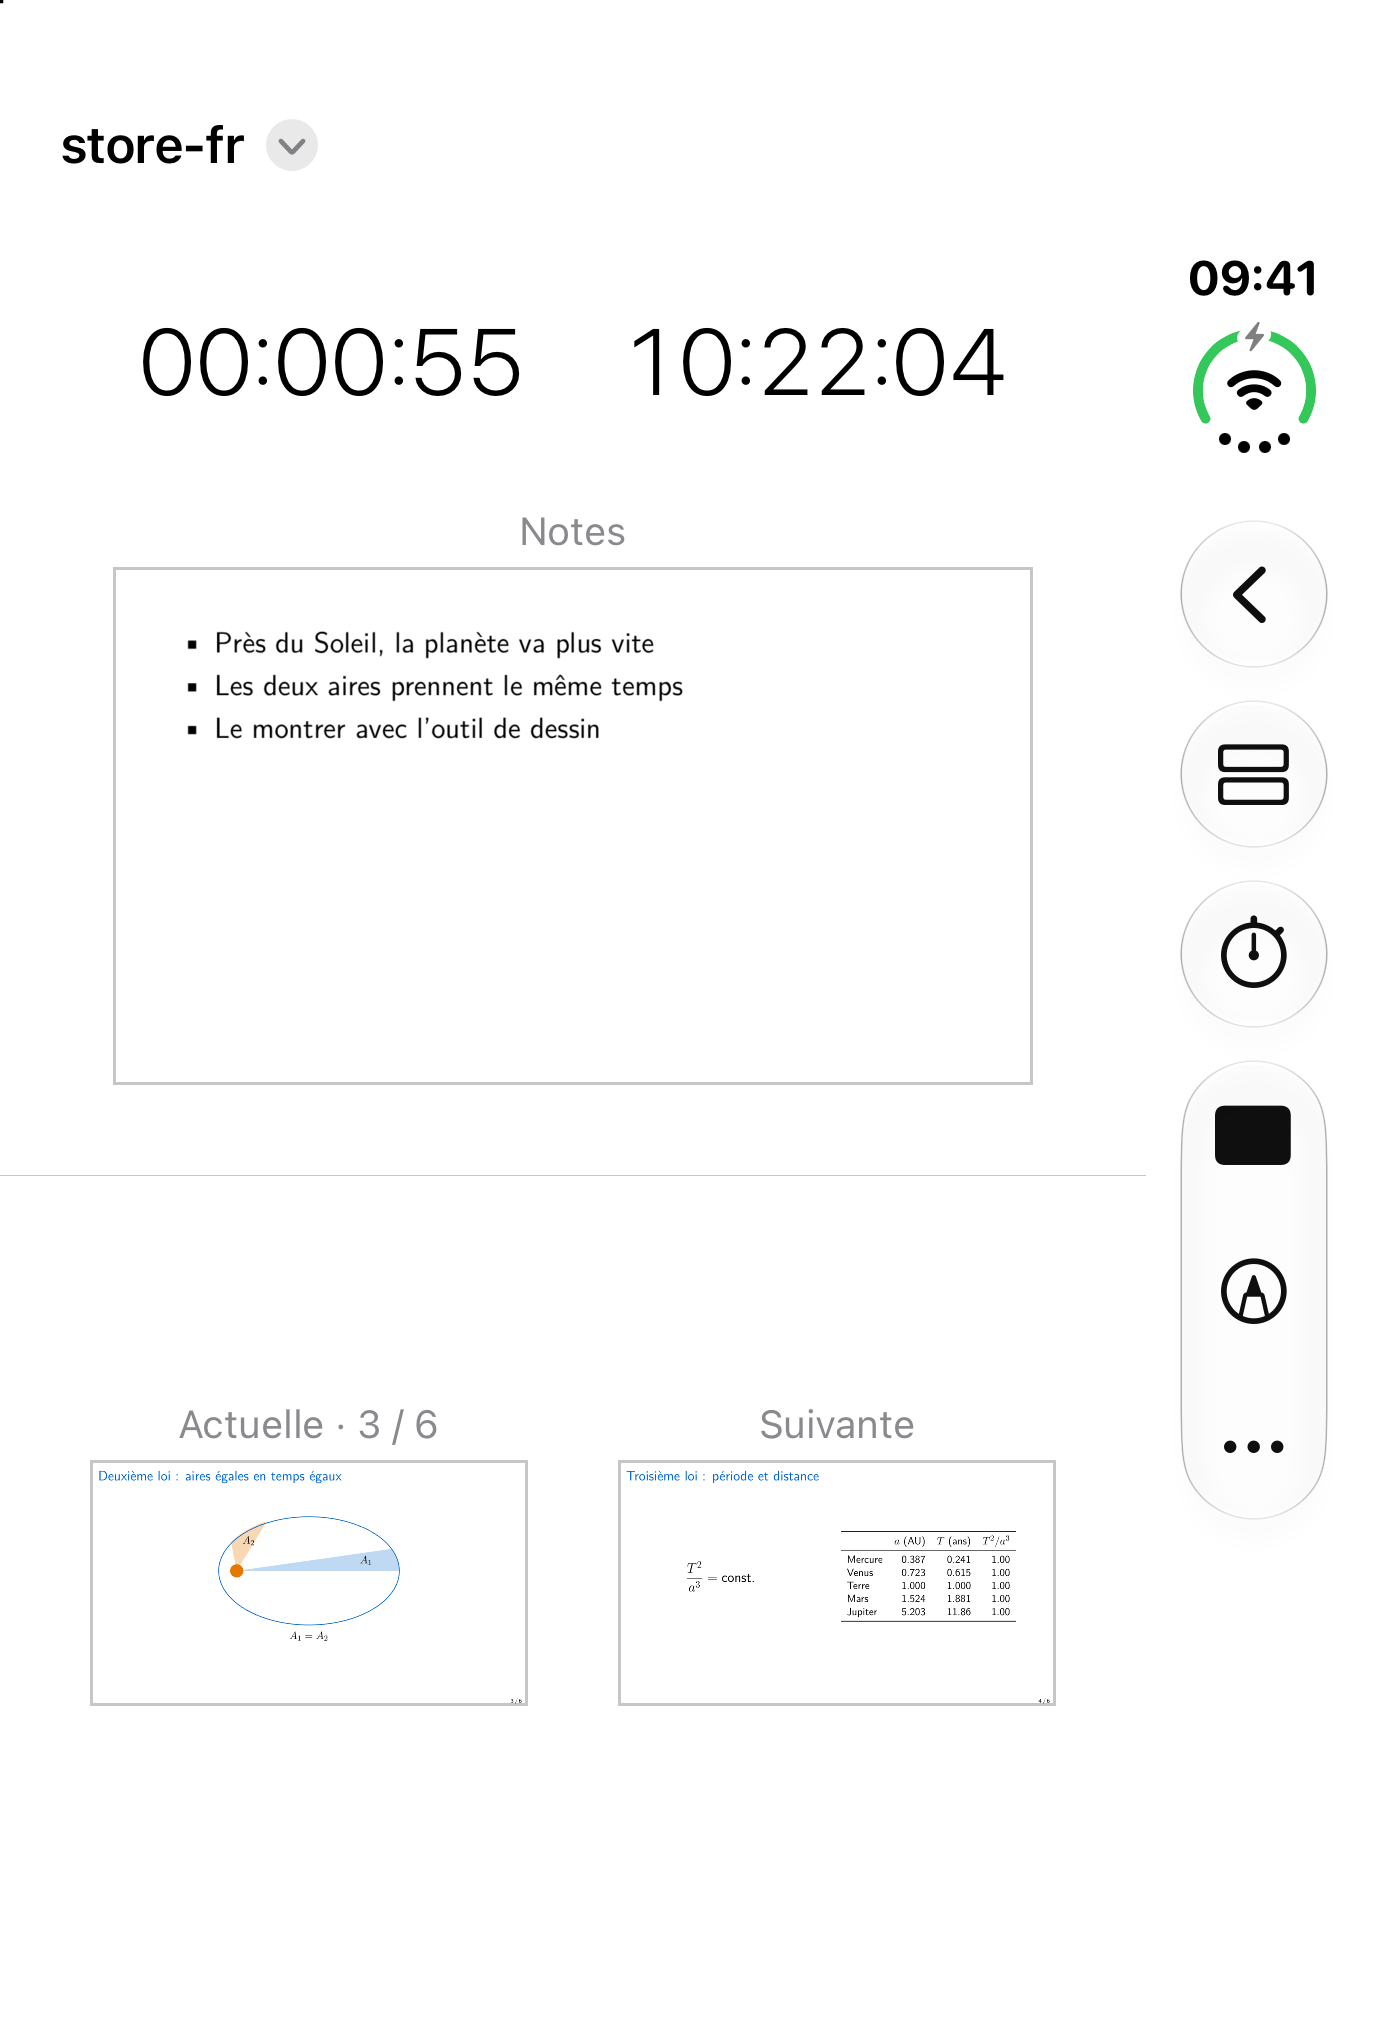 store-fr
09:41
00:00:55 10:22:04
Notes
▪ Près du Soleil, la planète va plus vite
▪ Les deux aires prennent le même temps
▪ Le montrer avec l'outil de dessin
Actuelle · 3 / 6
Deuxième loi : aires égales en temps égaux
A₂
A₁
A₁ = A₂
3 / 6
Suivante
Troisième loi : période et distance
T²/a³ = const.
a (AU) T (ans) T²/a³
Mercure 0.387 0.241 1.00
Venus 0.723 0.615 1.00
Terre 1.000 1.000 1.00
Mars 1.524 1.881 1.00
Jupiter 5.203 11.86 1.00
4 / 6